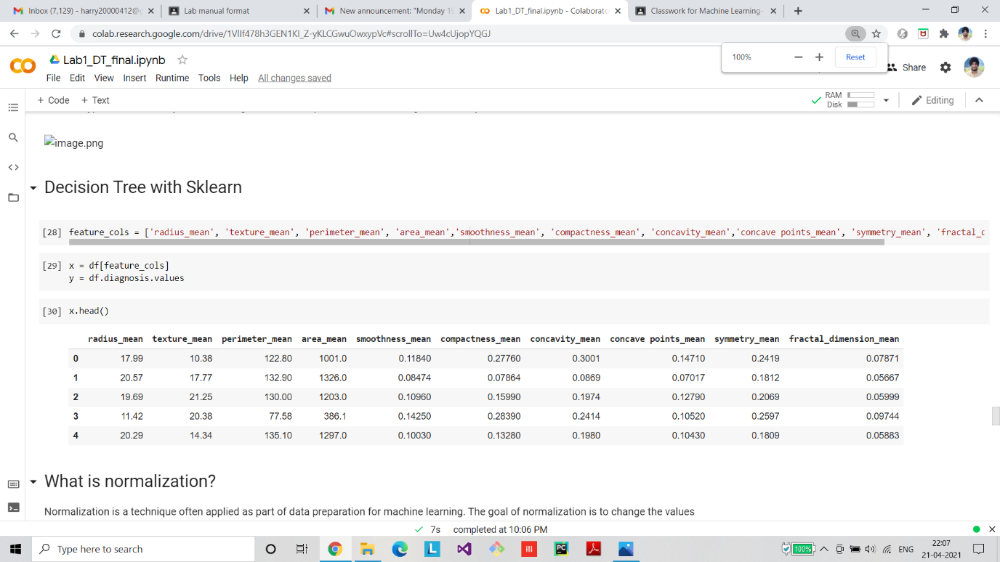 Inbox (7,129) - harry20000412@g
Lab manual format
New announcement: "Monday 19
Lab1_DT_final.ipynb - Colaborato
Classwork for Machine Learning-
colab.research.google.com/drive/1VIIf478h3GEN1KI_Z-yKLCGwuOwxypVc#scrollTo=Uw4cUjopYQGJ
100%
Reset
Lab1_DT_final.ipynb
File Edit View Insert Runtime Tools Help All changes saved
Share
+ Code + Text
RAM
Disk
Editing
image.png
Decision Tree with Sklearn
[28] feature_cols = ['radius_mean', 'texture_mean', 'perimeter_mean', 'area_mean','smoothness_mean', 'compactness_mean', 'concavity_mean','concave points_mean', 'symmetry_mean', 'fractal_d
[29] x = df[feature_cols]
y = df.diagnosis.values
[30] x.head()
radius_mean texture_mean perimeter_mean area_mean smoothness_mean compactness_mean concavity_mean concave points_mean symmetry_mean fractal_dimension_mean
0 17.99 10.38 122.80 1001.0 0.11840 0.27760 0.3001 0.14710 0.2419 0.07871
1 20.57 17.77 132.90 1326.0 0.08474 0.07864 0.0869 0.07017 0.1812 0.05667
2 19.69 21.25 130.00 1203.0 0.10960 0.15990 0.1974 0.12790 0.2069 0.05999
3 11.42 20.38 77.58 386.1 0.14250 0.28390 0.2414 0.10520 0.2597 0.09744
4 20.29 14.34 135.10 1297.0 0.10030 0.13280 0.1980 0.10430 0.1809 0.05883
What is normalization?
Normalization is a technique often applied as part of data preparation for machine learning. The goal of normalization is to change the values
7s completed at 10:06 PM
Type here to search
L
PC
100%
ENG
22:07
21-04-2021